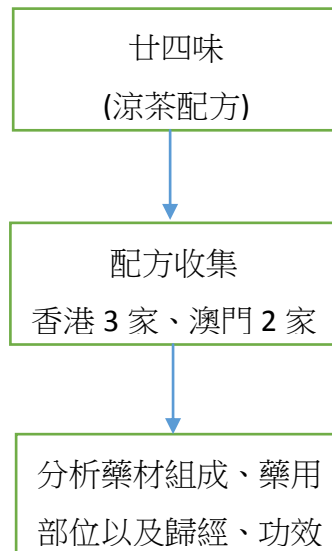 廿四味
(涼茶配方)
配方收集
香港 3 家、澳門 2 家
分析藥材組成、藥用
部位以及歸經、功效